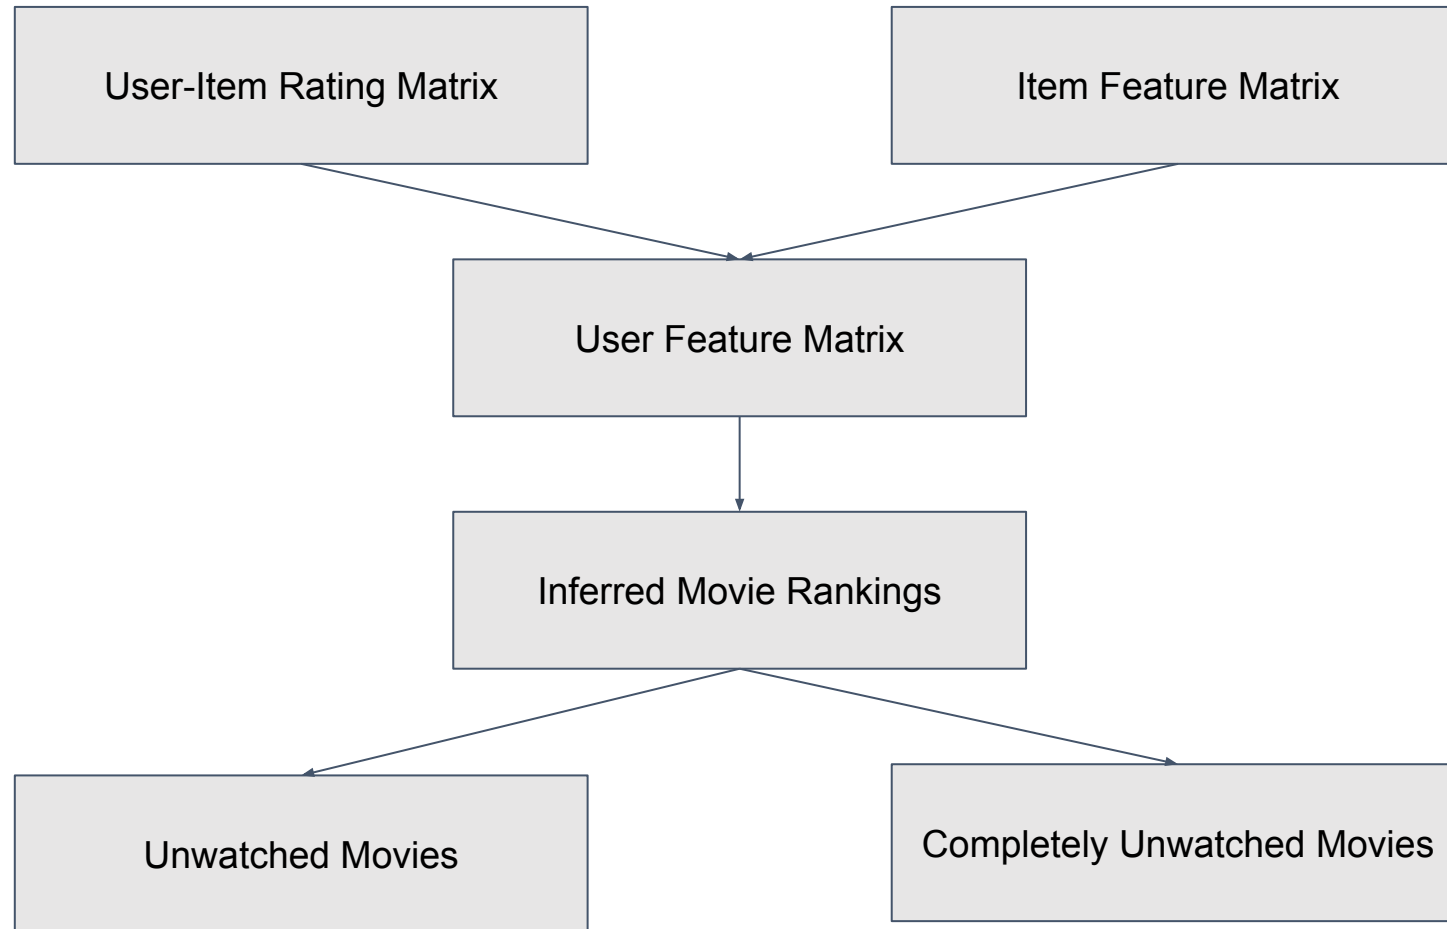 User-Item Rating Matrix
Item Feature Matrix
User Feature Matrix
Inferred Movie Rankings
Unwatched Movies
Completely Unwatched Movies